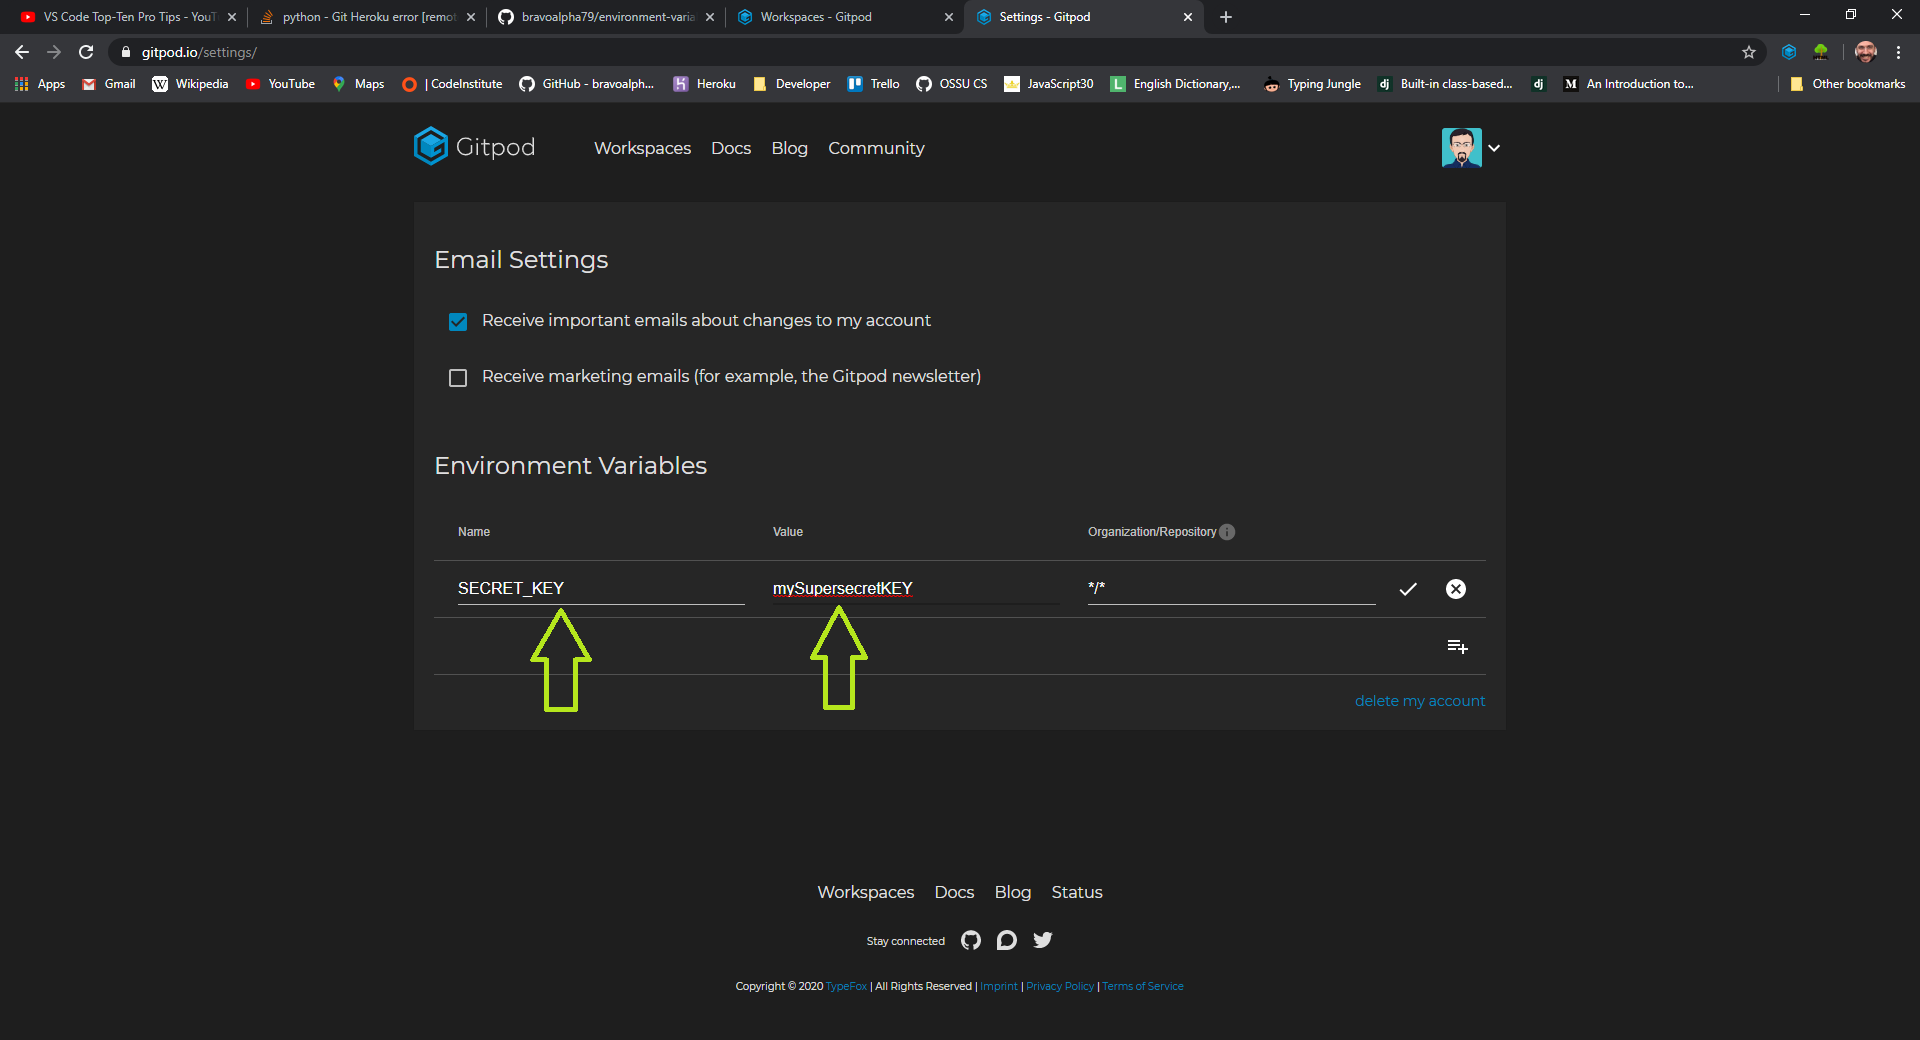 VS Code Top-Ten Pro Tips - YouT
python - Git Heroku error [remot
bravoalpha79/environment-varia
Workspaces - Gitpod
Settings - Gitpod
gitpod.io/settings/
Apps Gmail Wikipedia YouTube Maps | CodeInstitute GitHub - bravoalph... Heroku Developer Trello OSSU CS JavaScript30 English Dictionary,... Typing Jungle Built-in class-based... dj An Introduction to... Other bookmarks
Gitpod Workspaces Docs Blog Community
Email Settings
Receive important emails about changes to my account
Receive marketing emails (for example, the Gitpod newsletter)
Environment Variables
Name Value Organization/Repository
SECRET_KEY mySupersecretKEY */*
delete my account
Workspaces Docs Blog Status
Stay connected
Copyright © 2020 TypeFox | All Rights Reserved | Imprint | Privacy Policy | Terms of Service